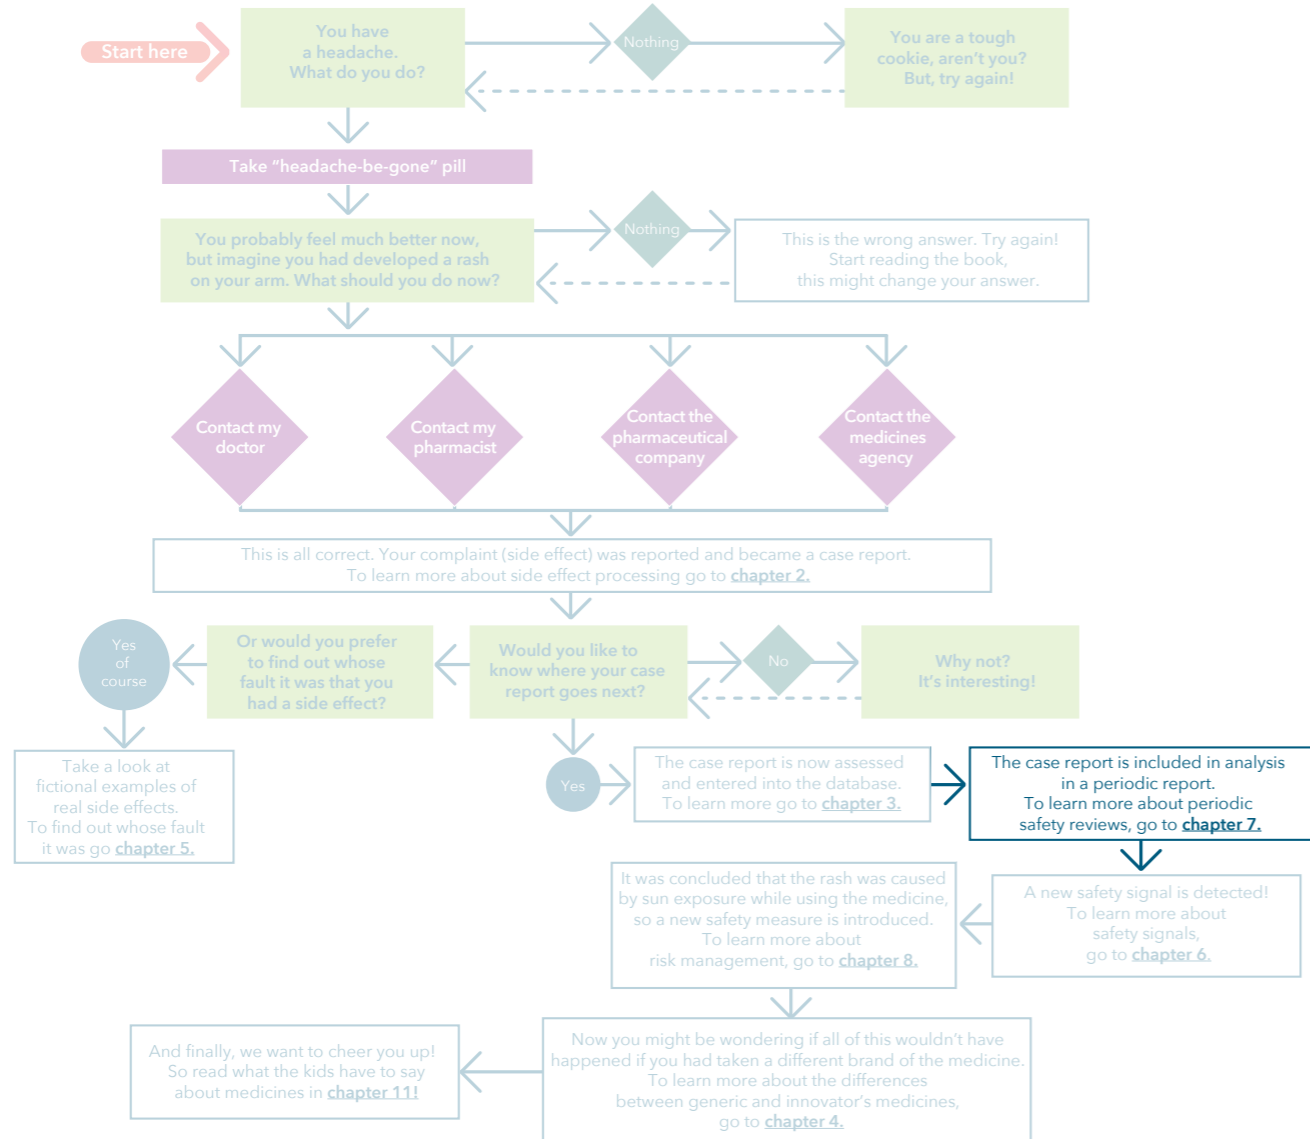 Start here
You have
a headache.
What do you do?
Nothing
You are a tough
cookie, aren't you?
But, try again!
Take “headache-be-gone” pill
You probably feel much better now,
but imagine you had developed a rash
on your arm. What should you do now?
Nothing
This is the wrong answer. Try again!
Start reading the book,
this might change your answer.
Contact my
doctor
Contact my
pharmacist
Contact the
pharmaceutical
company
Contact the
medicines
agency
This is all correct. Your complaint (side effect) was reported and became a case report.
To learn more about side effect processing go to chapter 2.
Yes
of
course
Or would you prefer
to find out whose
fault it was that you
had a side effect?
Would you like to
know where your case
report goes next?
No
Why not?
It's interesting!
Take a look at
fictional examples of
real side effects.
To find out whose fault
it was go chapter 5.
Yes
The case report is now assessed
and entered into the database.
To learn more go to chapter 3.
The case report is included in analysis
in a periodic report.
To learn more about periodic
safety reviews, go to chapter 7.
It was concluded that the rash was caused
by sun exposure while using the medicine,
so a new safety measure is introduced.
To learn more about
risk management, go to chapter 8.
A new safety signal is detected!
To learn more about
safety signals,
go to chapter 6.
And finally, we want to cheer you up!
So read what the kids have to say
about medicines in chapter 11!
Now you might be wondering if all of this wouldn't have
happened if you had taken a different brand of the medicine.
To learn more about the differences
between generic and innovator's medicines,
go to chapter 4.